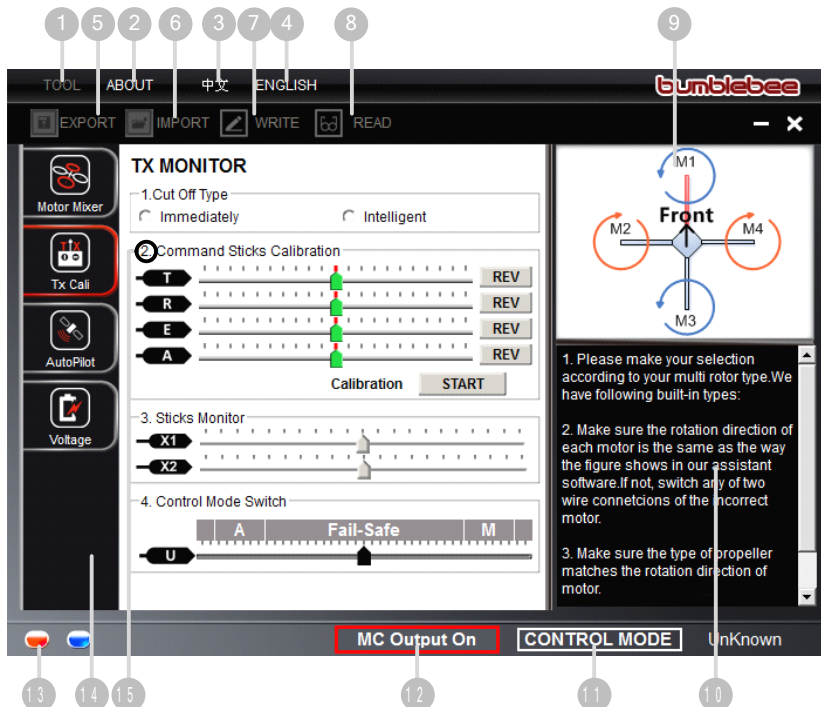 1 5 2 6 3 7 4 8 9
TOOL ABOUT 中文 ENGLISH bumblebee
EXPORT IMPORT WRITE READ
Motor Mixer
Tx Cali
AutoPilot
Voltage
TX MONITOR
1.Cut Off Type
Immediately Intelligent
2. Command Sticks Calibration
T REV
R REV
E REV
A REV
Calibration START
3. Sticks Monitor
X1
X2
4. Control Mode Switch
A Fail-Safe M
U
M1
Front
M2 M4
M3
1. Please make your selection
according to your multi rotor type.We
have following built-in types:
2. Make sure the rotation direction of
each motor is the same as the way
the figure shows in our assistant
software.If not, switch any of two
wire connetcions of the incorrect
motor.
3. Make sure the type of propeller
matches the rotation direction of
motor.
MC Output On CONTROL MODE UnKnown
13 14 15 12 11 10